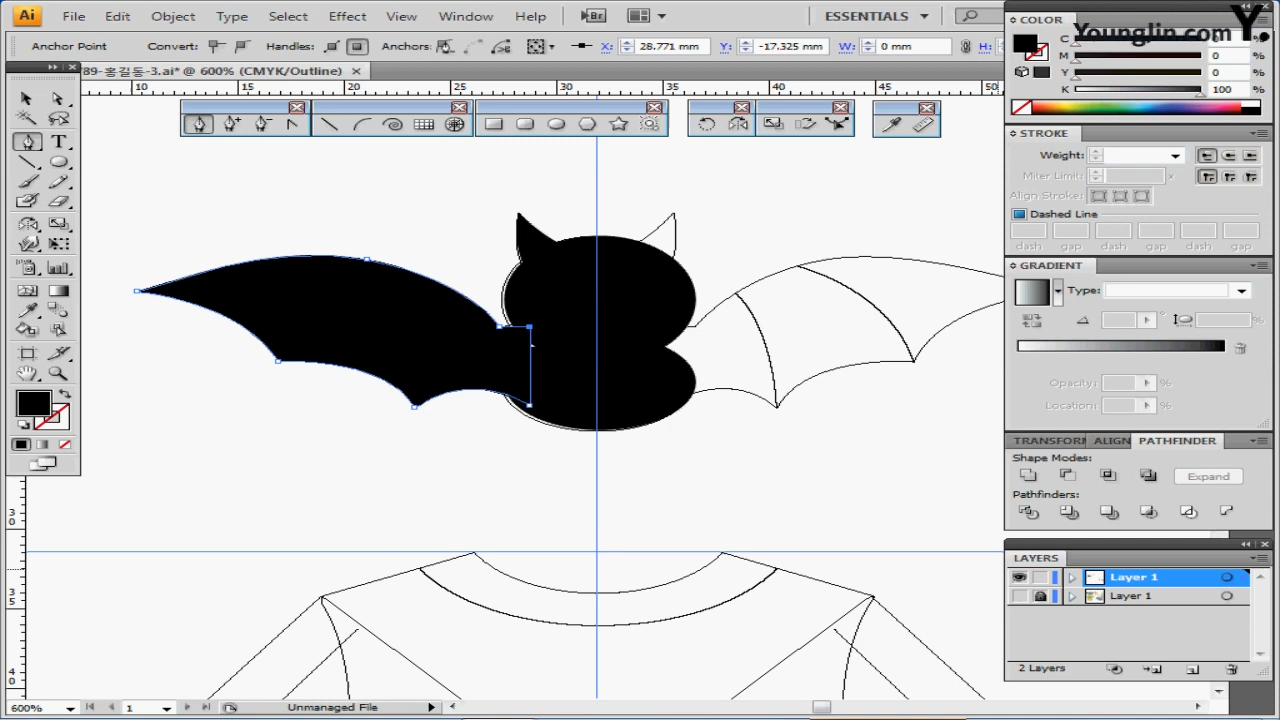 Ai File Edit Object Type Select Effect View Window Help Br ESSENTIALS
Anchor Point Convert: Handles: Anchors: X: 28.771 mm Y: -17.325 mm W: 0 mm H:
89-홍길동-3.ai* @ 600% (CMYK/Outline)
10 15 20 25 30 35 40 45 50
30
35
40
600% 1 Unmanaged File
COLOR
Y.
Younglin.com
C %
M 0 %
Y 0 %
K 100 %
STROKE
Weight:
Miter Limit: x
Align Stroke:
Dashed Line
dash gap dash gap dash gap
GRADIENT
Type:
%
Opacity: %
Location: %
TRANSFORM ALIGN PATHFINDER
Shape Modes:
Expand
Pathfinders:
LAYERS
Layer 1
Layer 1
2 Layers